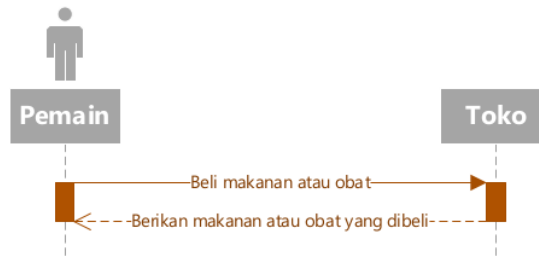 Pemain
Toko
Beli makanan atau obat
Berikan makanan atau obat yang dibeli